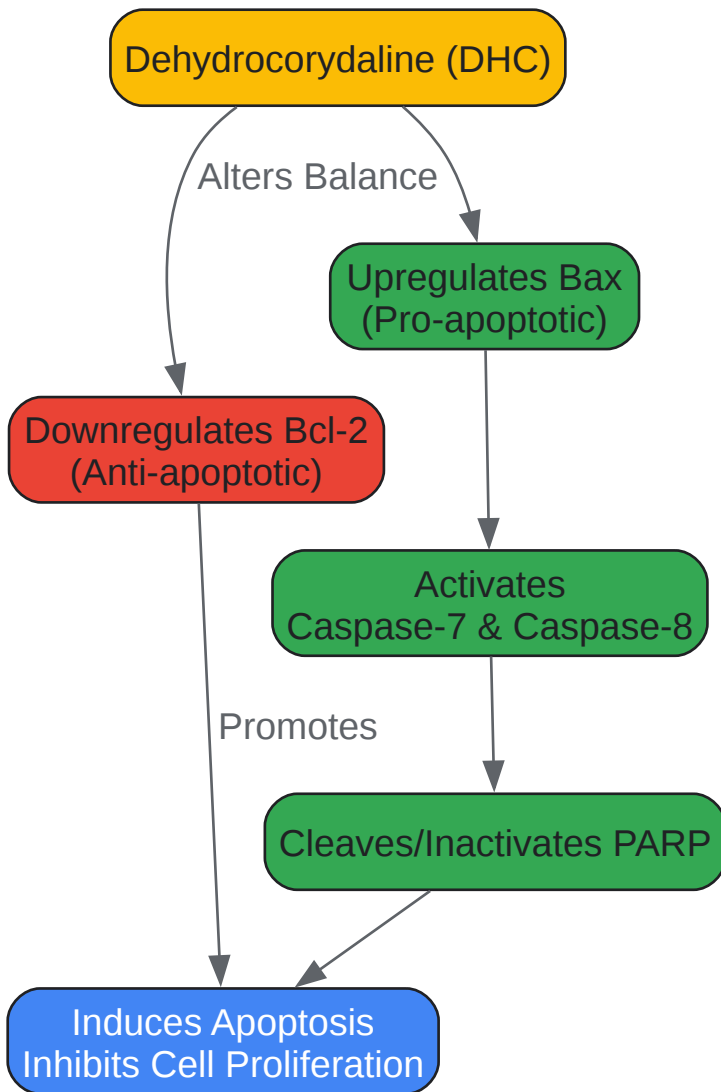 Dehydrocorydaline (DHC)
Alters Balance
Upregulates Bax
(Pro-apoptotic)
Downregulates Bcl-2
(Anti-apoptotic)
Activates
Caspase-7 & Caspase-8
Promotes
Cleaves/Inactivates PARP
Induces Apoptosis
Inhibits Cell Proliferation